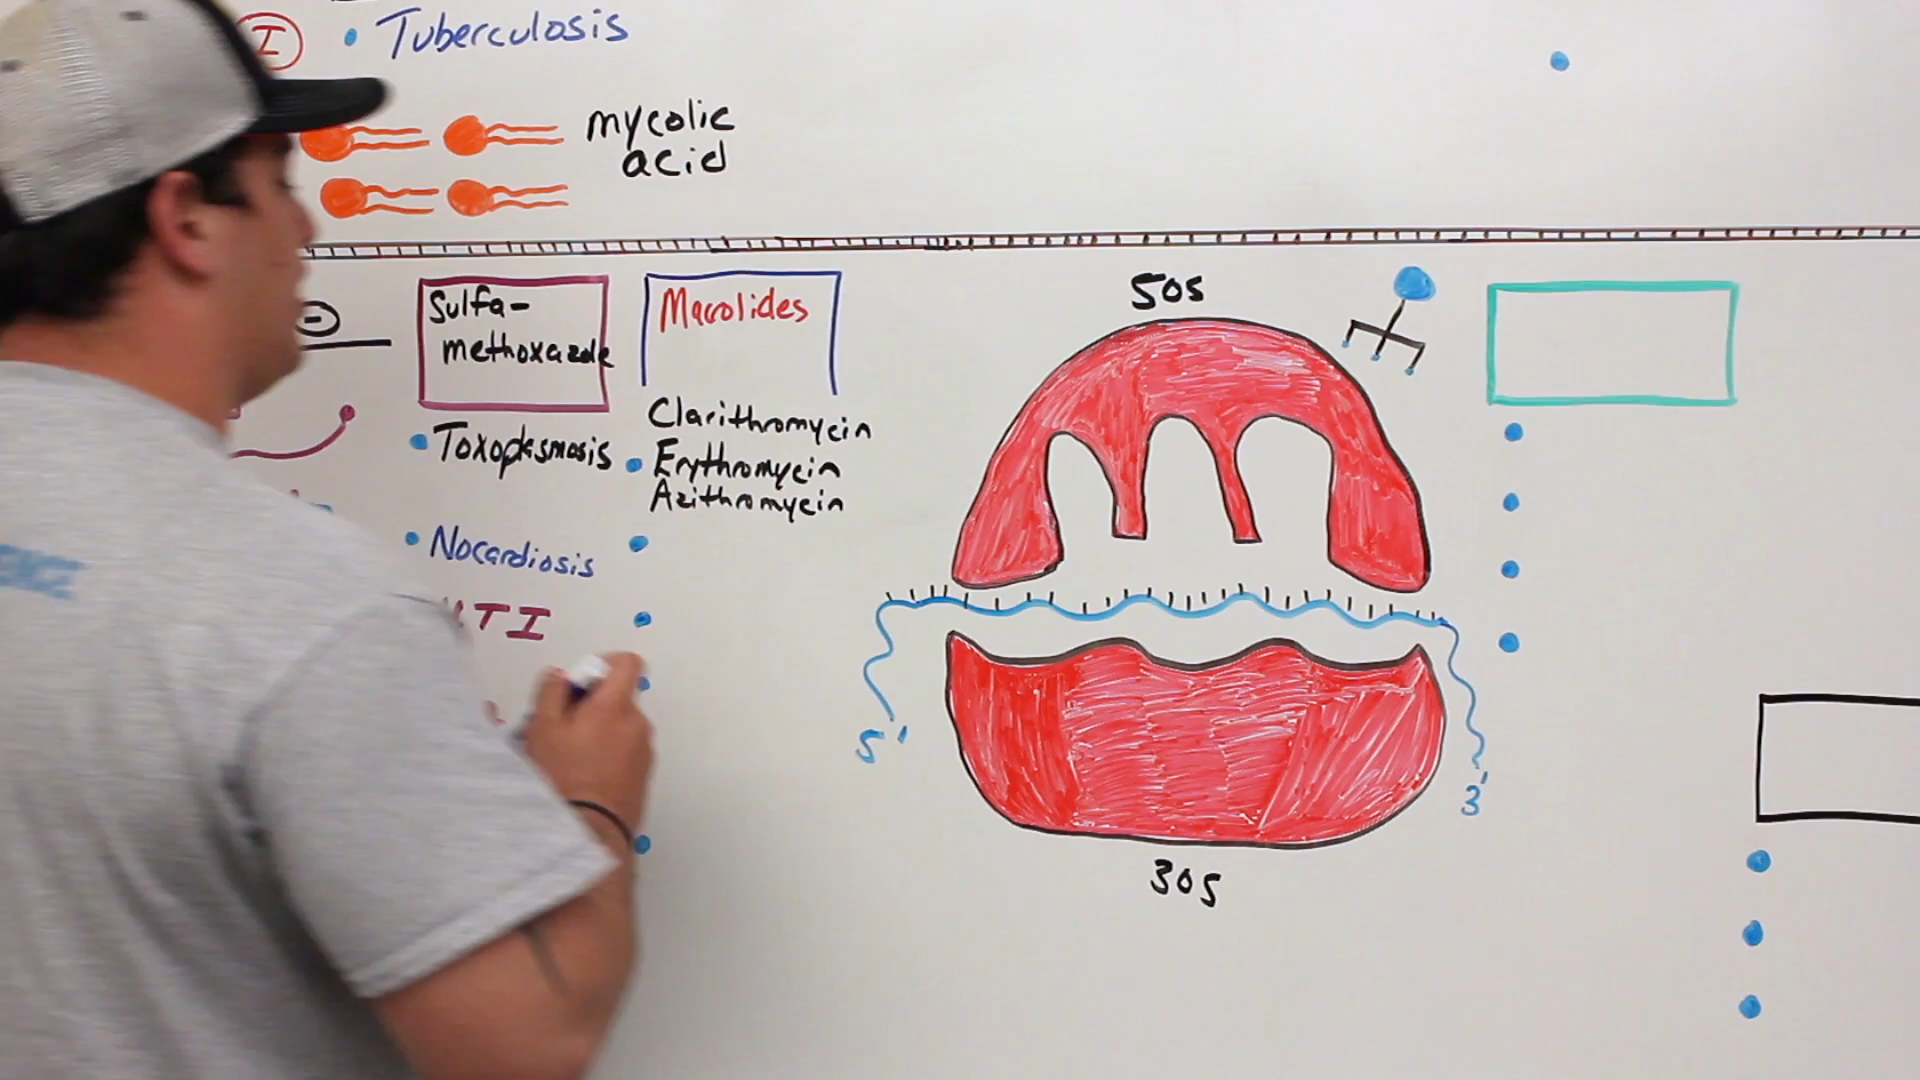 I
Tuberculosis
mycolic
acid
Sulfa-
methoxazole
Macrolides
50s
Clarithromycin
Toxoplasmosis
Erythromycin
Azithromycin
Nocardiosis
UTI
5'
3'
30s